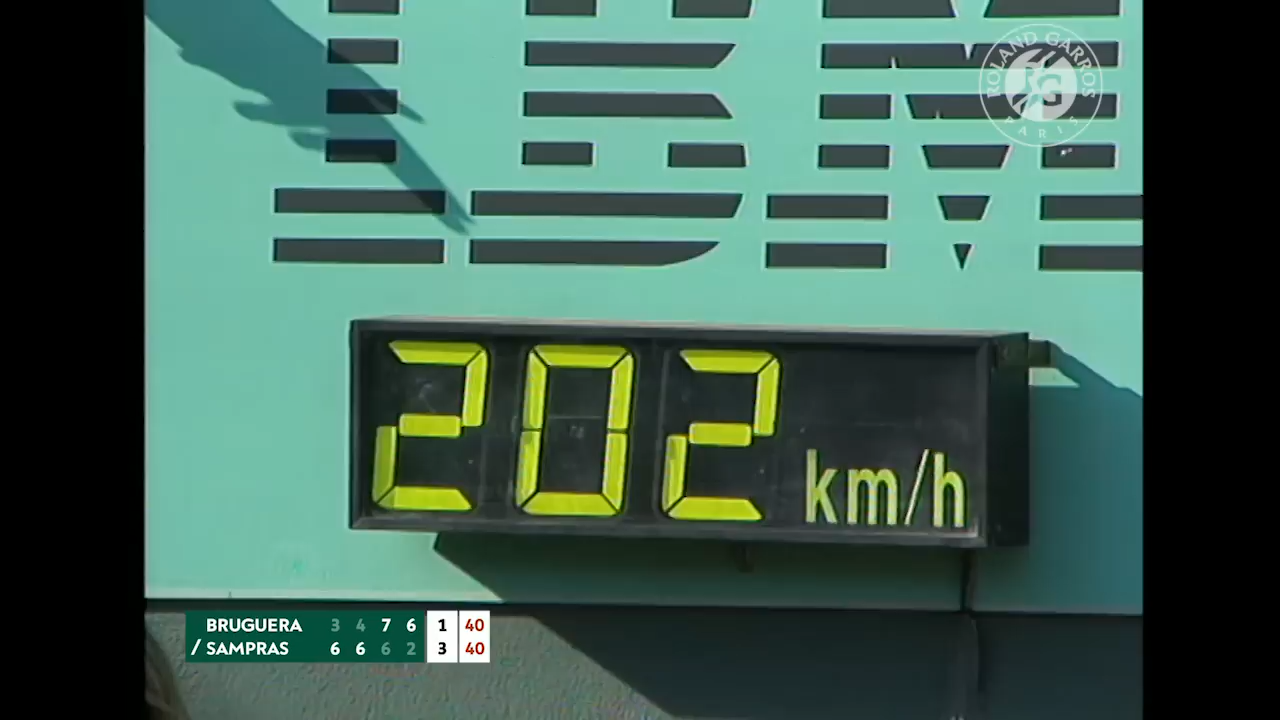 IBM
ROLAND GARROS
RG
PARIS
202 km/h
BRUGUERA 3 4 7 6 1 40
/ SAMPRAS 6 6 6 2 3 40